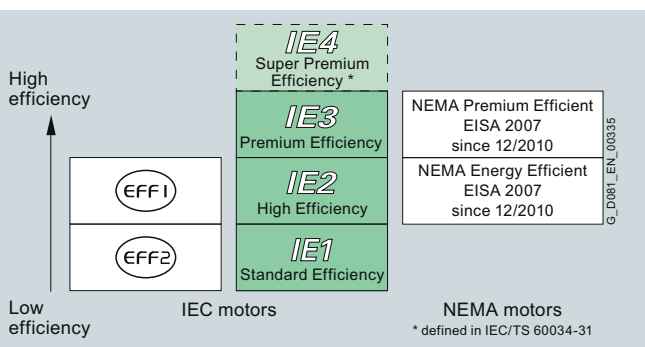 High
efficiency
IE4
Super Premium
Efficiency *
IE3
Premium Efficiency
NEMA Premium Efficient
EISA 2007
since 12/2010
EFF1
IE2
High Efficiency
NEMA Energy Efficient
EISA 2007
since 12/2010
EFF2
IE1
Standard Efficiency
Low
efficiency
IEC motors
NEMA motors
* defined in IEC/TS 60034-31
G_D081_EN_00335